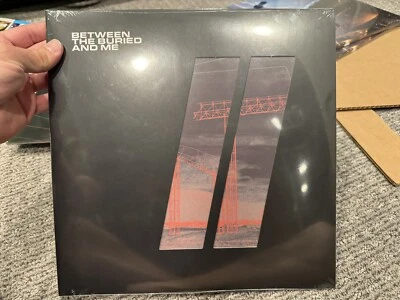 BETWEEN
THE BURIED
AND ME